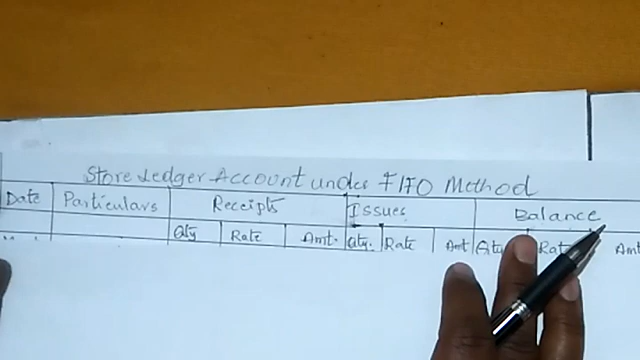 Store Ledger Account under FIFO Method
Date Particulars Receipts Issues Balance
Qty Rate Amt. Qty. Rate Amt Qty Rate Amt